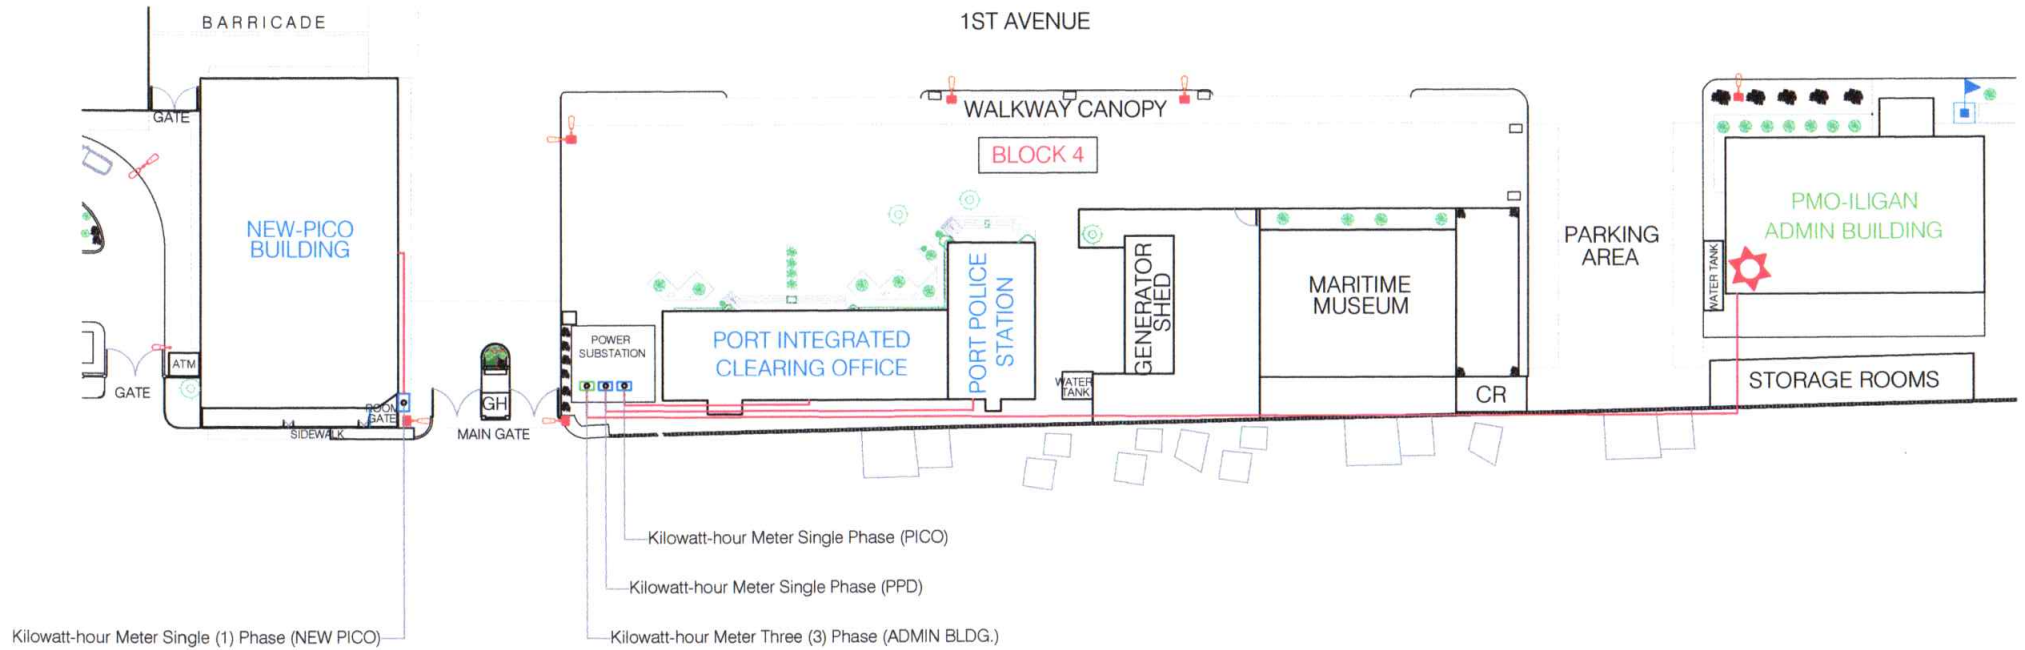 BARRICADE
1ST AVENUE
GATE
WALKWAY CANOPY
BLOCK 4
NEW-PICO
BUILDING
PMO-ILIGAN
ADMIN BUILDING
PARKING
AREA
WATER TANK
PORT POLICE
STATION
GENERATOR
SHED
MARITIME
MUSEUM
POWER
SUBSTATION
PORT INTEGRATED
CLEARING OFFICE
ATM
GATE
WATER
TANK
STORAGE ROOMS
CR
GH
ROOM
GATE
SIDEWALK
MAIN GATE
Kilowatt-hour Meter Single Phase (PICO)
Kilowatt-hour Meter Single Phase (PPD)
Kilowatt-hour Meter Single (1) Phase (NEW PICO)
Kilowatt-hour Meter Three (3) Phase (ADMIN BLDG.)